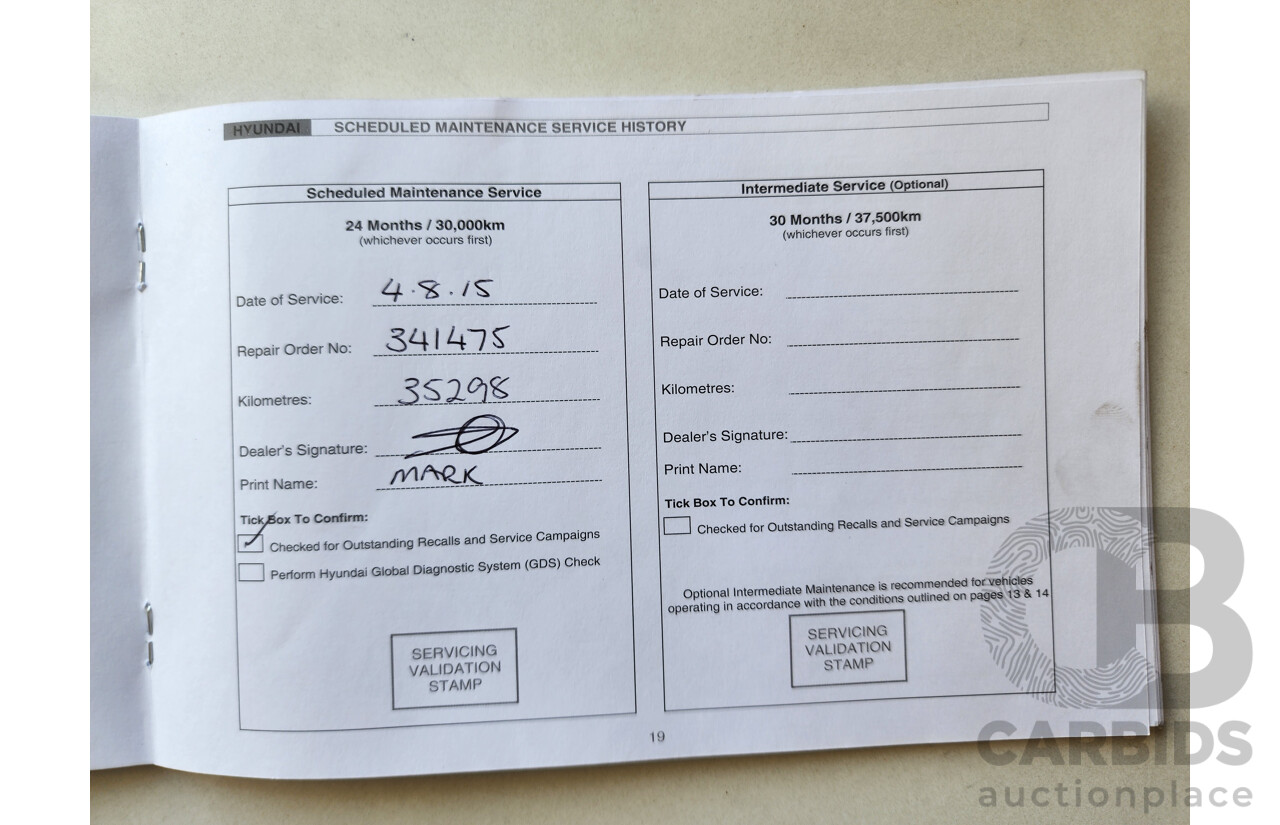 HYUNDAI SCHEDULED MAINTENANCE SERVICE HISTORY
Scheduled Maintenance Service
24 Months / 30,000km
(whichever occurs first)
Date of Service: 4.8.15
Repair Order No: 341475
Kilometres: 35298
Dealer's Signature:
Print Name: MARK
Tick Box To Confirm:
Checked for Outstanding Recalls and Service Campaigns
Perform Hyundai Global Diagnostic System (GDS) Check
SERVICING
VALIDATION
STAMP
Intermediate Service (Optional)
30 Months / 37,500km
(whichever occurs first)
Date of Service:
Repair Order No:
Kilometres:
Dealer's Signature:
Print Name:
Tick Box To Confirm:
Checked for Outstanding Recalls and Service Campaigns
Optional Intermediate Maintenance is recommended for vehicles
operating in accordance with the conditions outlined on pages 13 & 14
SERVICING
VALIDATION
STAMP
19
CB
CARBIDS
auctionplace